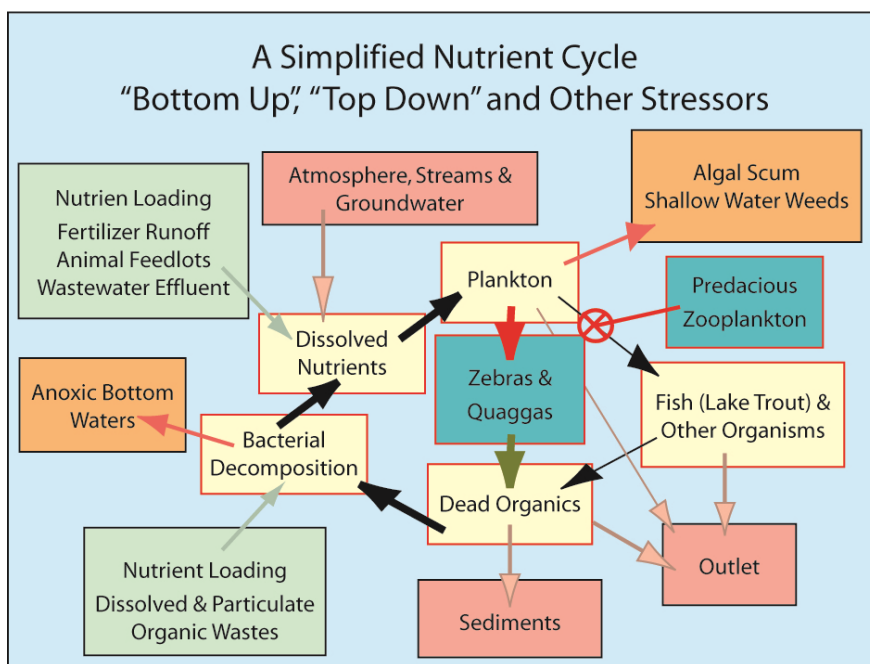 A Simplified Nutrient Cycle
“Bottom Up”, “Top Down” and Other Stressors
Nutrien Loading
Fertilizer Runoff
Animal Feedlots
Wastewater Effluent
Atmosphere, Streams &
Groundwater
Algal Scum
Shallow Water Weeds
Plankton
Predacious
Zooplankton
Dissolved
Nutrients
Zebras &
Quaggas
Fish (Lake Trout) &
Other Organisms
Anoxic Bottom
Waters
Bacterial
Decomposition
Dead Organics
Nutrient Loading
Dissolved & Particulate
Organic Wastes
Sediments
Outlet